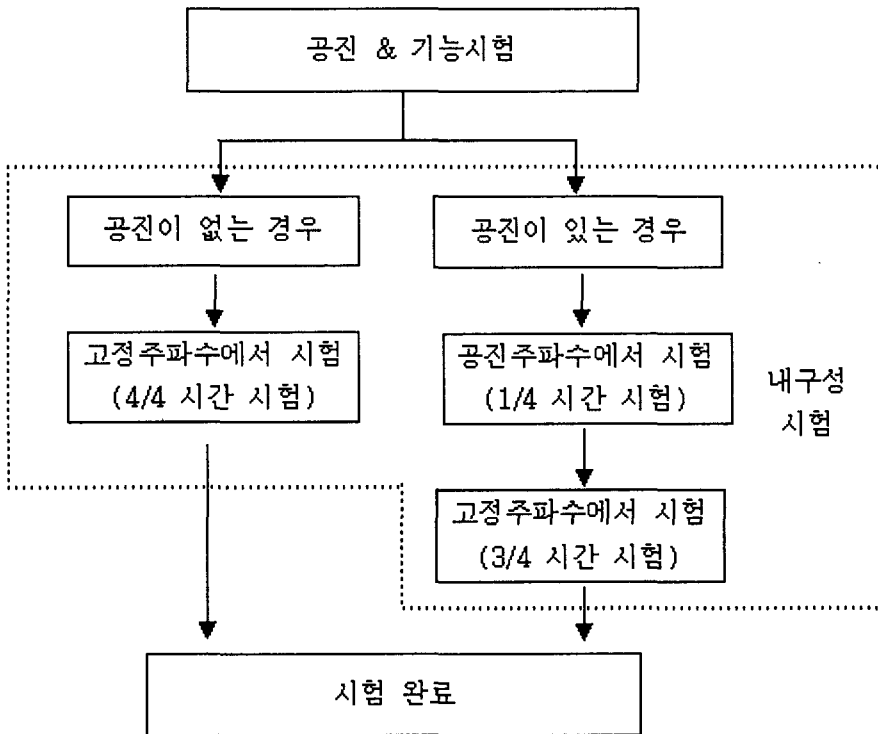 공진 & 기능시험
공진이 없는 경우
공진이 있는 경우
고정주파수에서 시험
(4/4 시간 시험)
공진주파수에서 시험
(1/4 시간 시험)
내구성
시험
고정주파수에서 시험
(3/4 시간 시험)
시험 완료